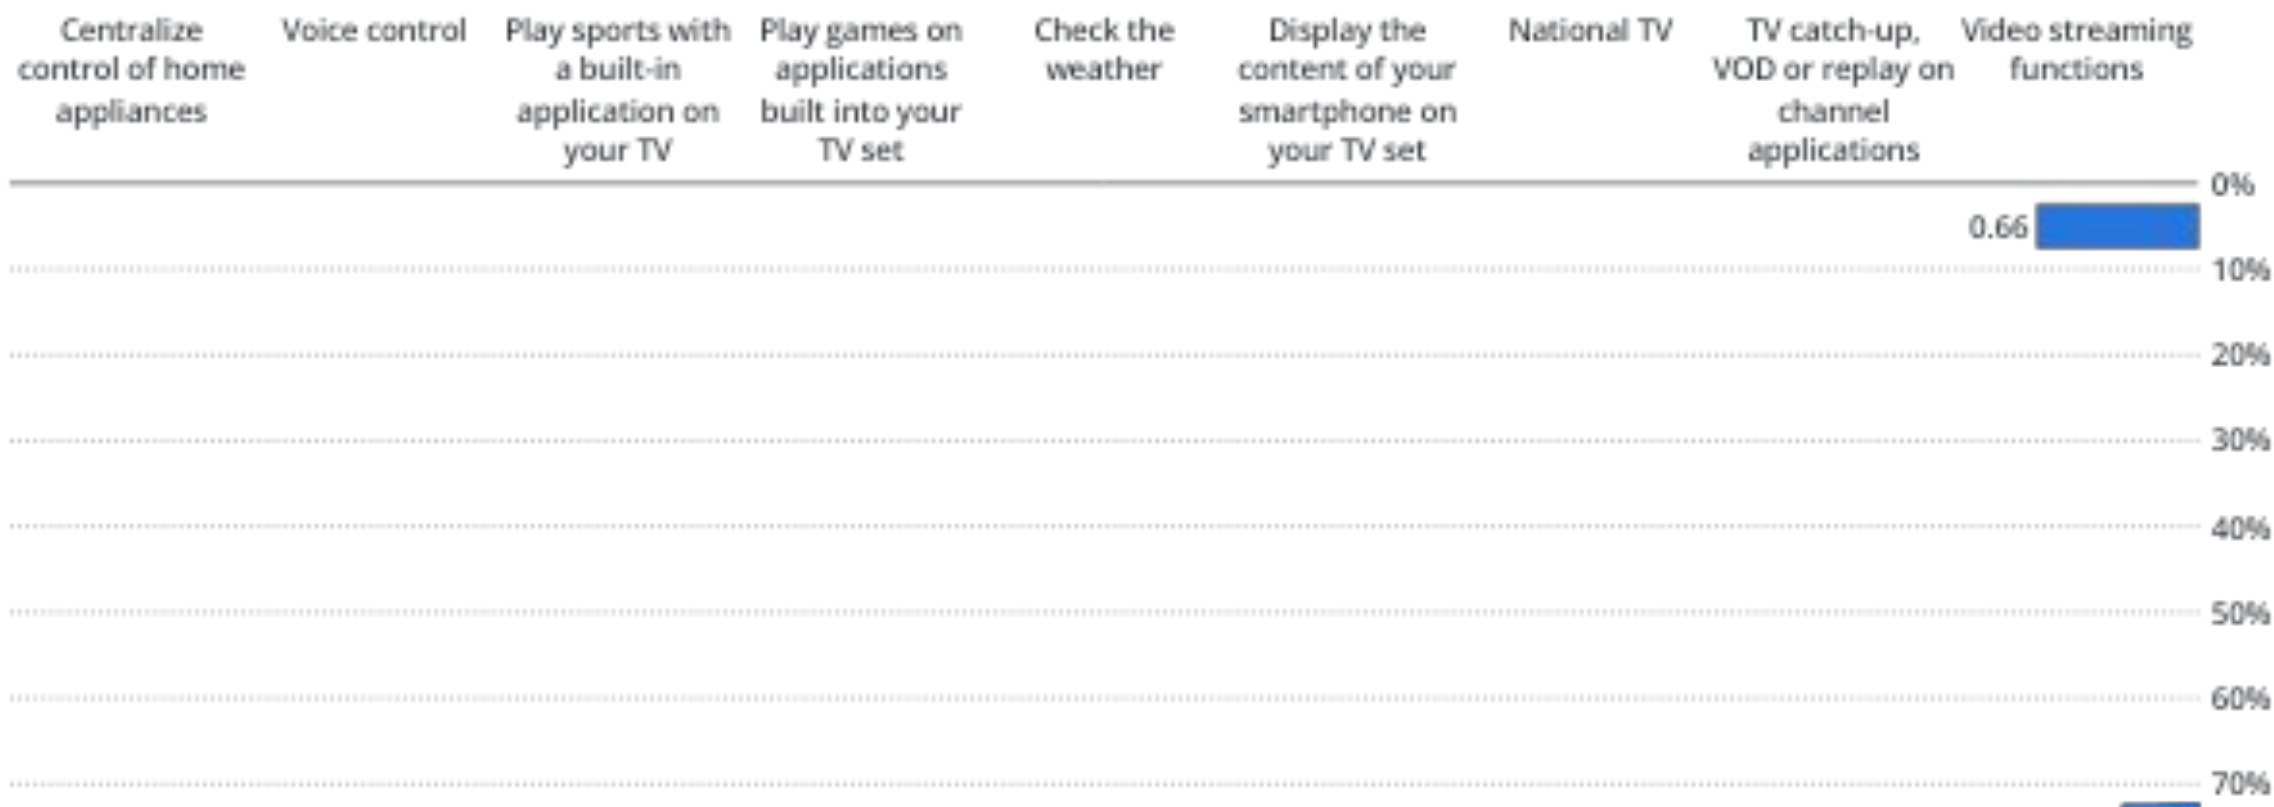 Centralize
control of home
appliances
Voice control
Play sports with
a built-in
application on
your TV
Play games on
applications
built into your
TV set
Check the
weather
Display the
content of your
smartphone on
your TV set
National TV
TV catch-up,
VOD or replay on
channel
applications
Video streaming
functions
0%
0.66
10%
20%
30%
40%
50%
60%
70%